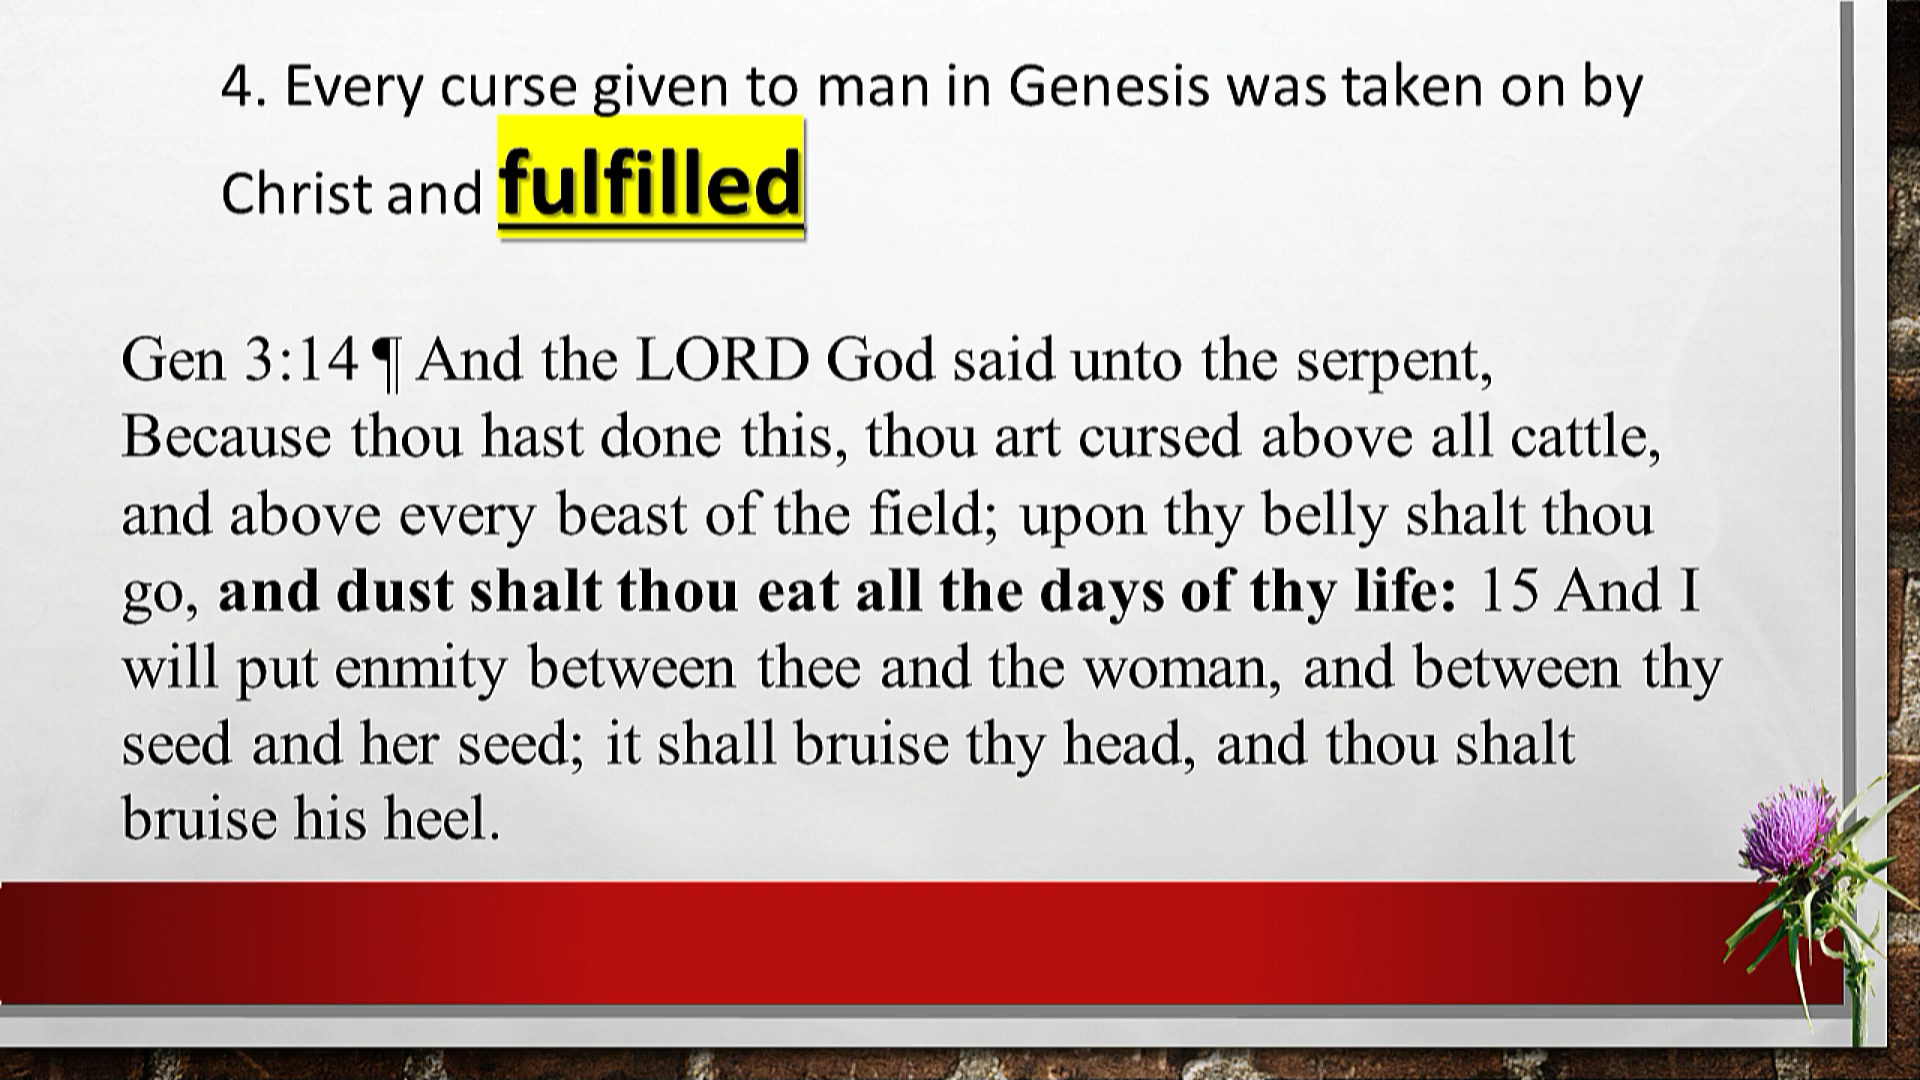 4. Every curse given to man in Genesis was taken on by
Christ and fulfilled
Gen 3:14 ¶ And the LORD God said unto the serpent,
Because thou hast done this, thou art cursed above all cattle,
and above every beast of the field; upon thy belly shalt thou
go, and dust shalt thou eat all the days of thy life: 15 And I
will put enmity between thee and the woman, and between thy
seed and her seed; it shall bruise thy head, and thou shalt
bruise his heel.